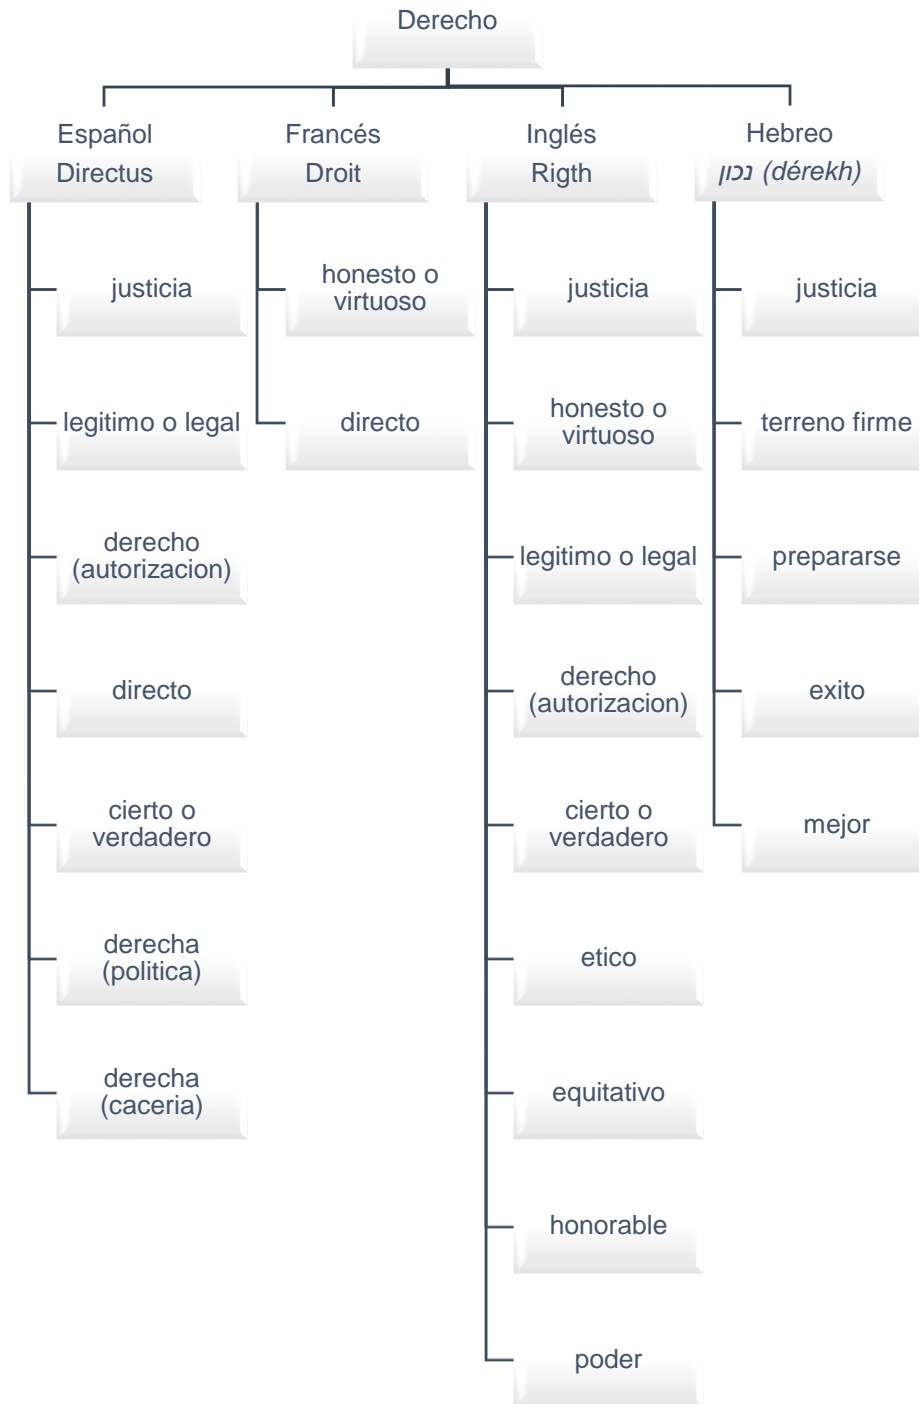 Derecho
Español
Directus
Francés
Droit
Inglés
Rigth
Hebreo
נכון (dérekh)
justicia
legitimo o legal
derecho
(autorizacion)
directo
cierto o
verdadero
derecha
(politica)
derecha
(caceria)
honesto o
virtuoso
directo
justicia
honesto o
virtuoso
legitimo o legal
derecho
(autorizacion)
cierto o
verdadero
etico
equitativo
honorable
poder
justicia
terreno firme
prepararse
exito
mejor